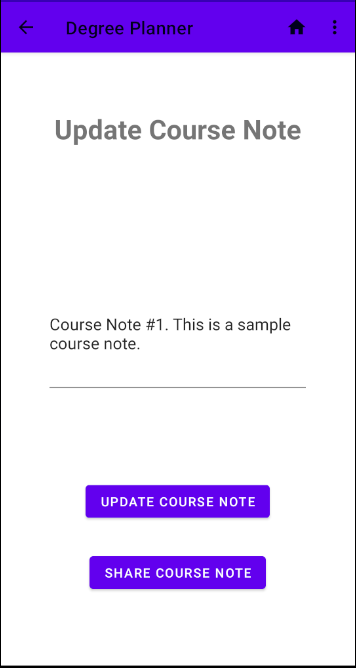 Degree Planner
Update Course Note
Course Note #1. This is a sample
course note.
UPDATE COURSE NOTE
SHARE COURSE NOTE